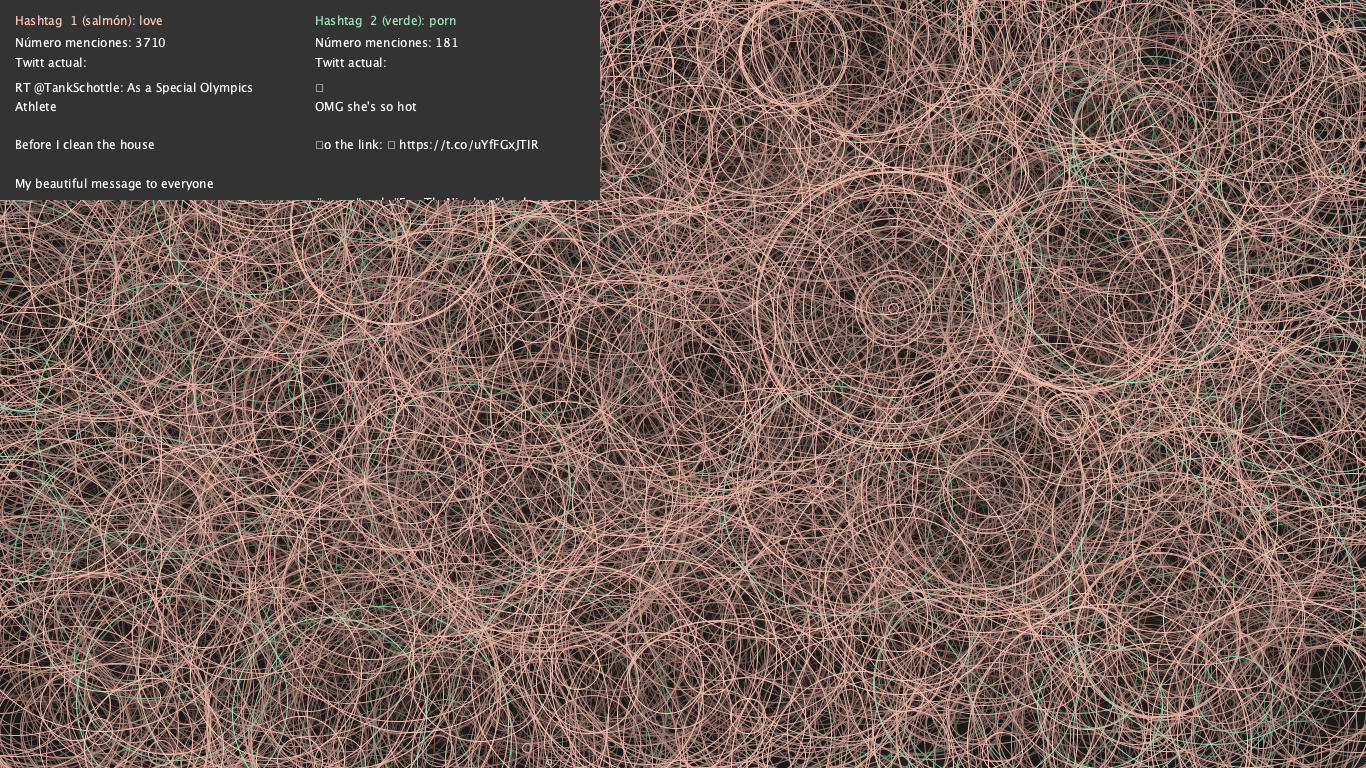 Hashtag  1 (salmón): love
Número menciones: 3710
Twitt actual:
RT @TankSchottle: As a Special Olympics
Athlete
Before I clean the house
My beautiful message to everyone
Hashtag  2 (verde): porn
Número menciones: 181
Twitt actual:
OMG she's so hot
o the link: https://t.co/uYfFGxJTIR